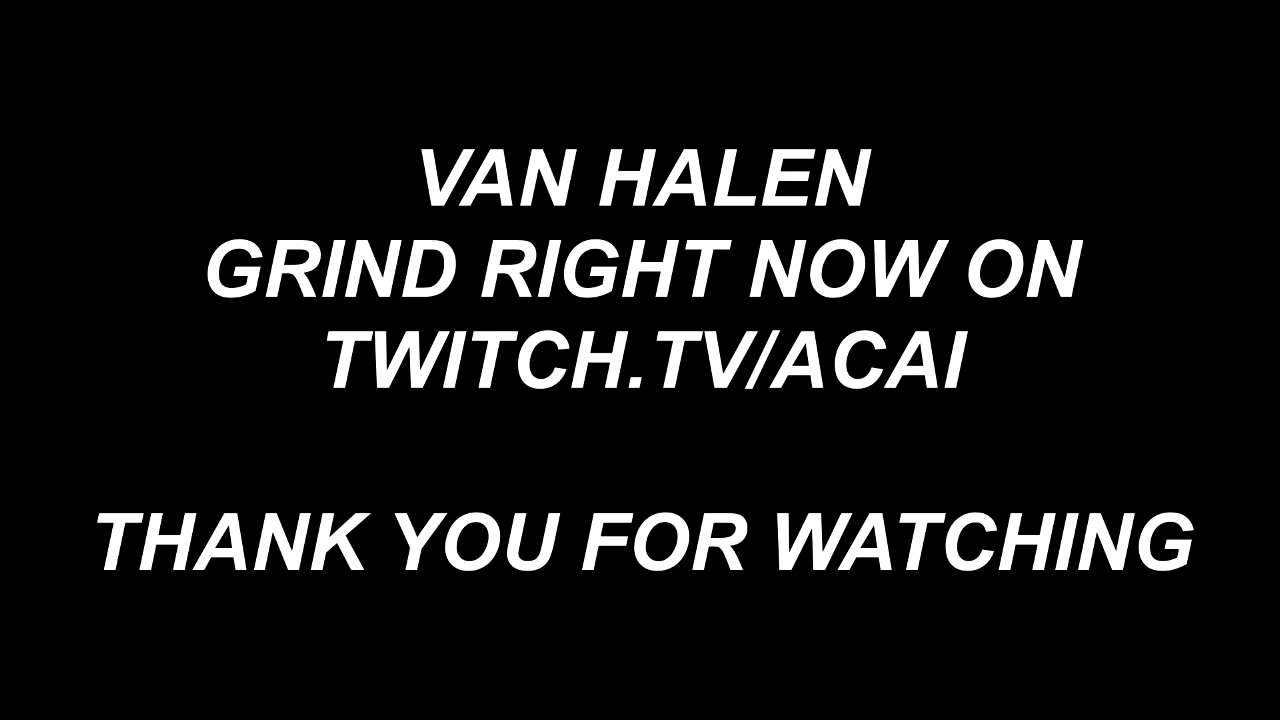 VAN HALEN
GRIND RIGHT NOW ON
TWITCH.TV/ACAI
THANK YOU FOR WATCHING